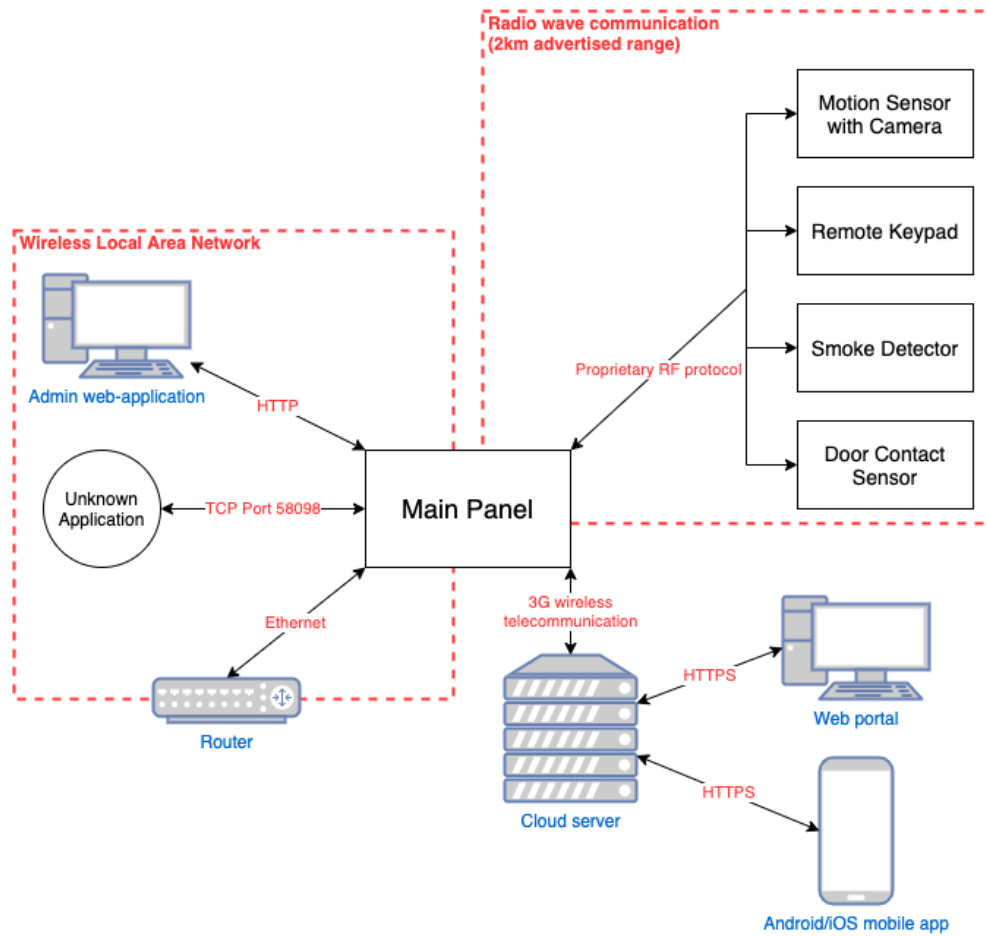 Radio wave communication
(2km advertised range)
Motion Sensor
with Camera
Remote Keypad
Wireless Local Area Network
Smoke Detector
Proprietary RF protocol
Admin web-application
HTTP
Door Contact
Sensor
Unknown
Application
TCP Port 58098
Main Panel
3G wireless
telecommunication
Ethernet
HTTPS
Web portal
Router
HTTPS
Cloud server
Android/iOS mobile app